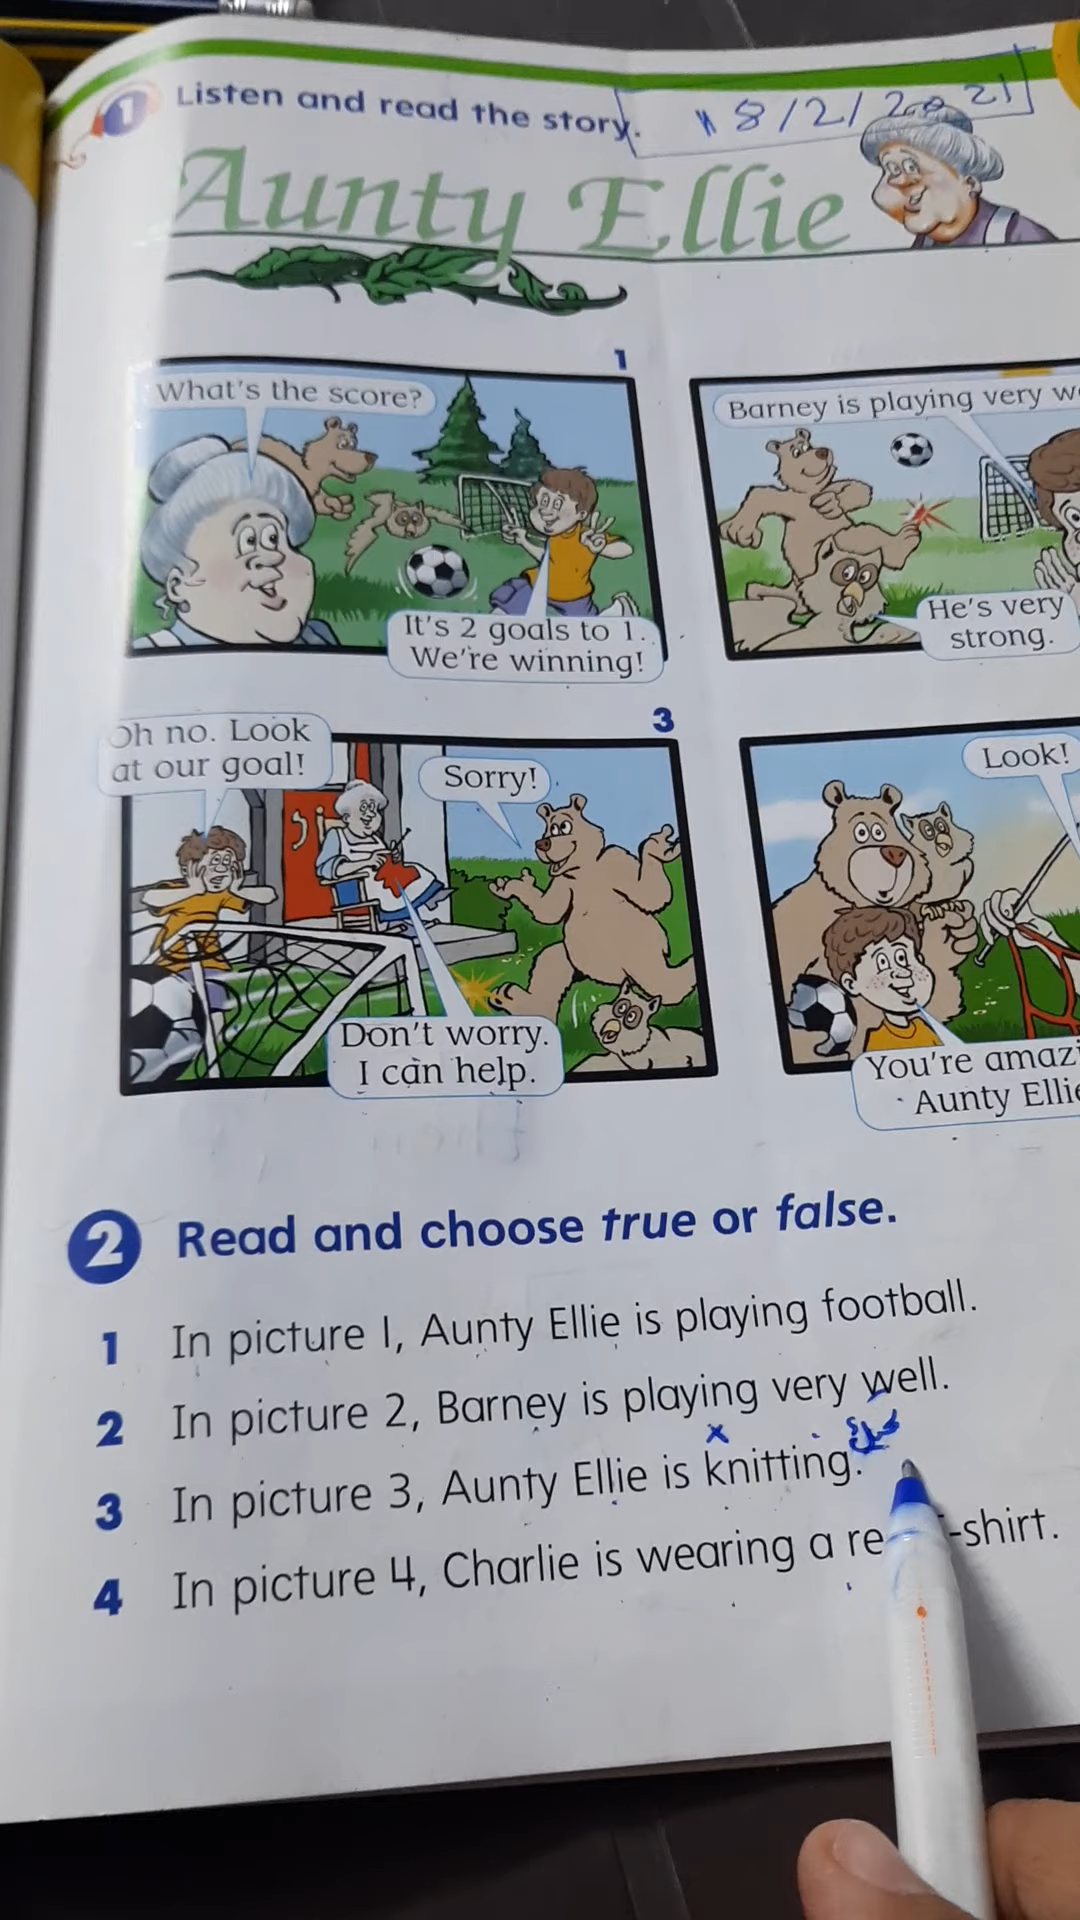 1 Listen and read the story.
18/2/2021
Aunty Ellie
1
What's the score?
It's 2 goals to 1.
We're winning!
Barney is playing very
He's very
strong.
3
Oh no. Look
at our goal!
Sorry!
Don't worry.
I can help.
Look!
You're
Aunty
2 Read and choose true or false.
1 In picture 1, Aunty Ellie is playing football.
2 In picture 2, Barney is playing very well.
3 In picture 3, Aunty Ellie is knitting.
4 In picture 4, Charlie is wearing a -shirt.